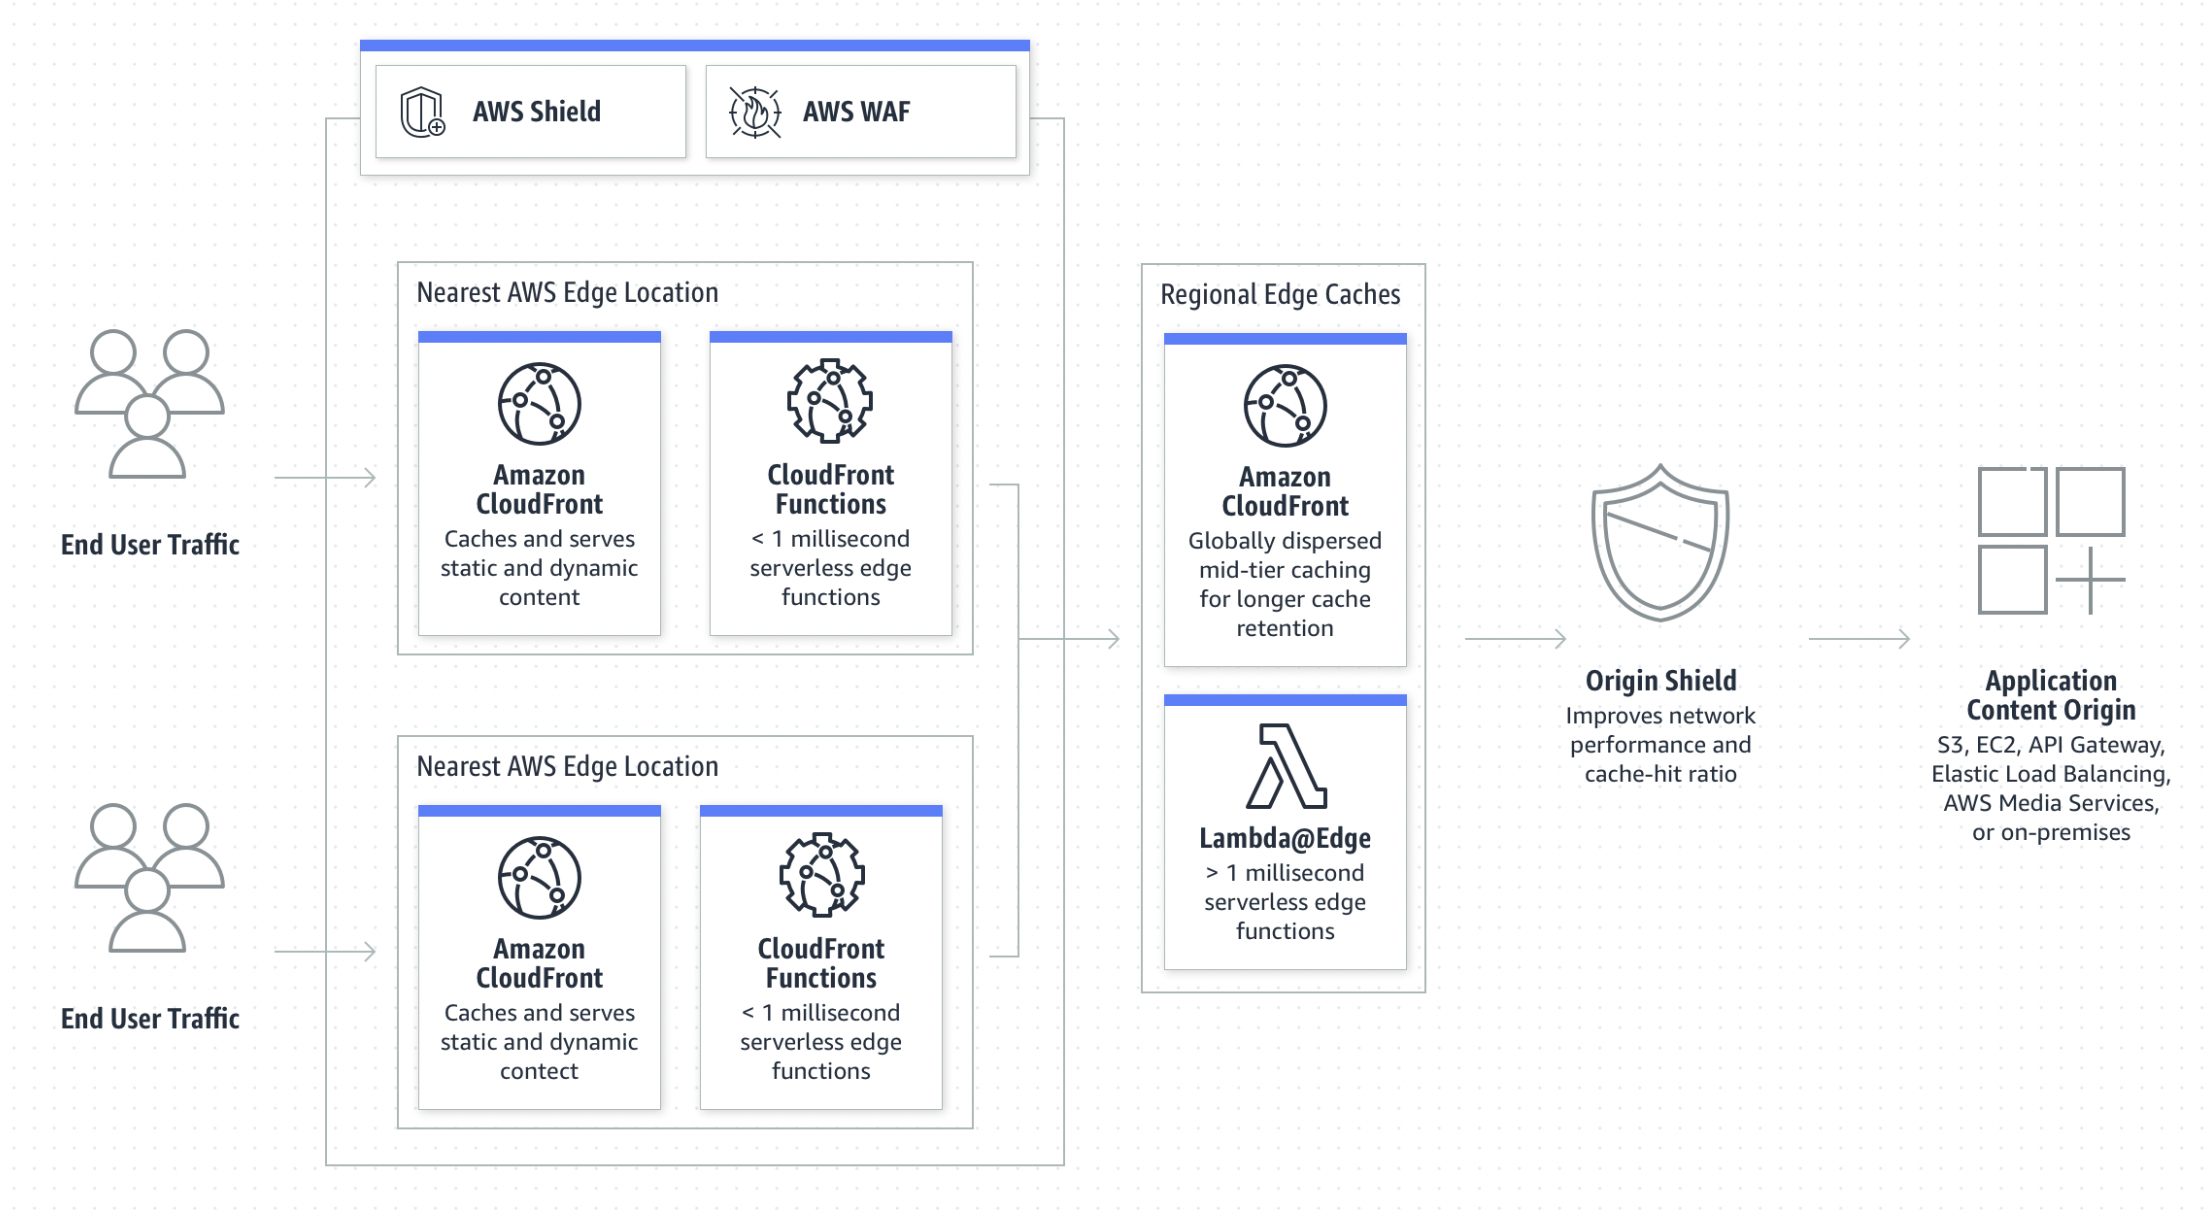 AWS Shield
AWS WAF
Nearest AWS Edge Location
Amazon
CloudFront
Caches and serves
static and dynamic
content
CloudFront
Functions
< 1 millisecond
serverless edge
functions
End User Traffic
Nearest AWS Edge Location
Amazon
CloudFront
Caches and serves
static and dynamic
contect
CloudFront
Functions
< 1 millisecond
serverless edge
functions
End User Traffic
Regional Edge Caches
Amazon
CloudFront
Globally dispersed
mid-tier caching
for longer cache
retention
Lambda@Edge
> 1 millisecond
serverless edge
functions
Origin Shield
Improves network
performance and
cache-hit ratio
Application
Content Origin
S3, EC2, API Gateway,
Elastic Load Balancing,
AWS Media Services,
or on-premises